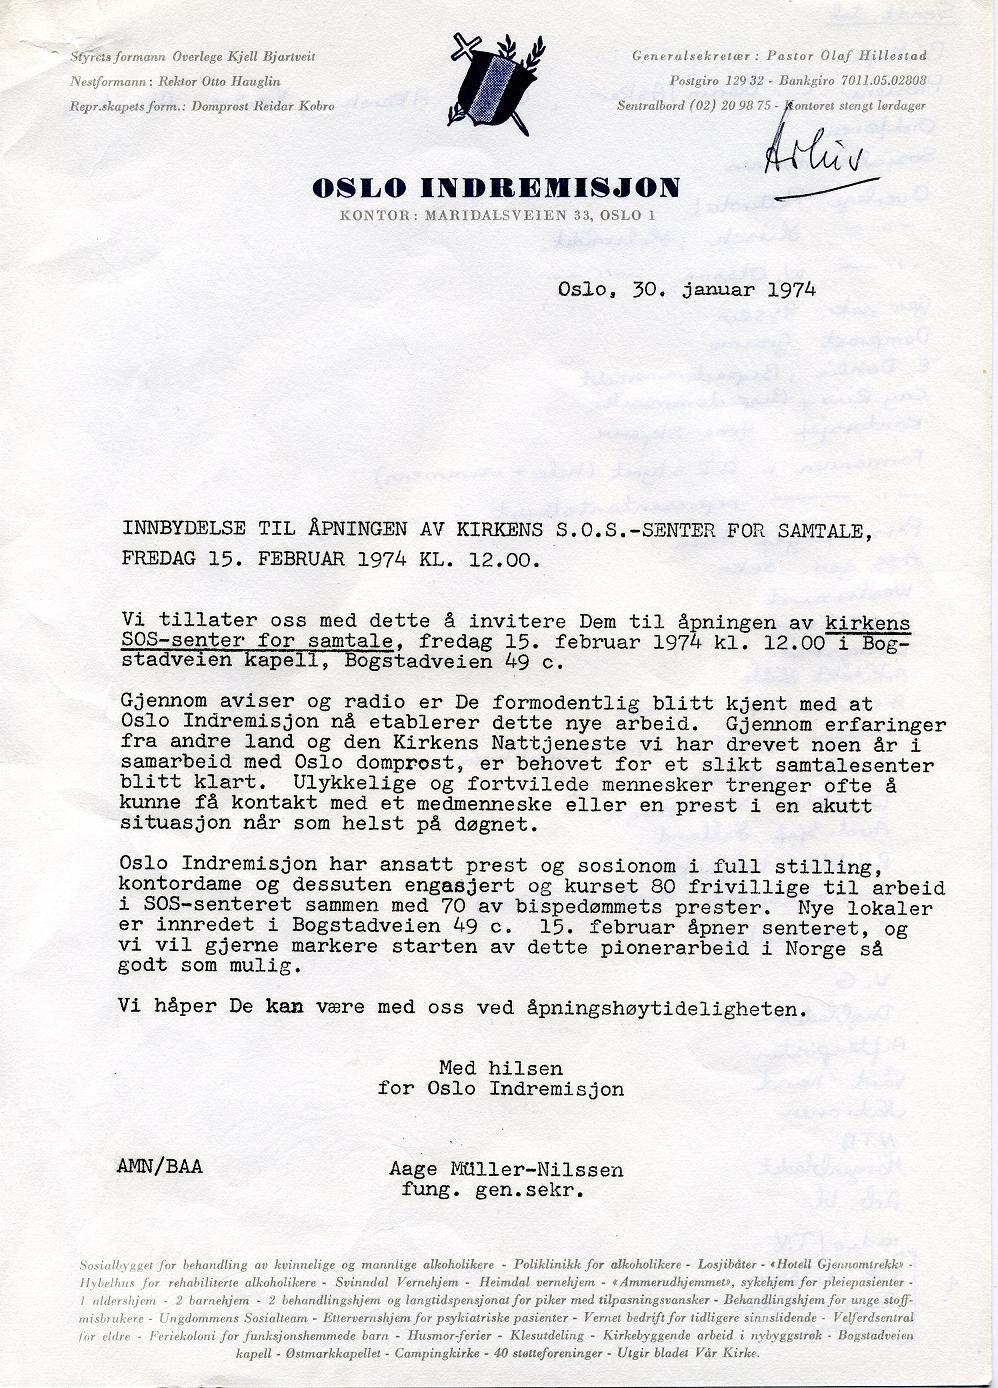 Styrets formann Overlege Kjell Bjartveit
Nestformann: Rektor Otto Hauglin
Repr.skapets form.: Domprost Reidar Kobro
Generalsekretær: Pastor Olaf Hillestad
Postgiro 129 32 - Bankgiro 7011.05.02808
Sentralbord (02) 20 98 75 - Kontoret stengt lørdager
Arkiv
OSLO INDREMISJON
KONTOR: MARIDALSVEIEN 33, OSLO 1
Oslo, 30. januar 1974
INNBYDELSE TIL ÅPNINGEN AV KIRKENS S.O.S.-SENTER FOR SAMTALE,
FREDAG 15. FEBRUAR 1974 KL. 12.00.
Vi tillater oss med dette å invitere Dem til åpningen av kirkens
SOS-senter for samtale, fredag 15. februar 1974 kl. 12.00 i Bog-
stadveien kapell, Bogstadveien 49 c.
Gjennom aviser og radio er De formodentlig blitt kjent med at
Oslo Indremisjon nå etablerer dette nye arbeid. Gjennom erfaringer
fra andre land og den Kirkens Nattjeneste vi har drevet noen år i
samarbeid med Oslo domprost, er behovet for et slikt samtalesenter
blitt klart. Ulykkelige og fortvilede mennesker trenger ofte å
kunne få kontakt med et medmenneske eller en prest i en akutt
situasjon når som helst på døgnet.
Oslo Indremisjon har ansatt prest og sosionom i full stilling,
kontordame og dessuten engasjert og kurset 80 frivillige til arbeid
i SOS-senteret sammen med 70 av bispedømmets prester. Nye lokaler
er innredet i Bogstadveien 49 c. 15. februar åpner senteret, og
vi vil gjerne markere starten av dette pionerarbeid i Norge så
godt som mulig.
Vi håper De kan være med oss ved åpningshøytideligheten.
Med hilsen
for Oslo Indremisjon
AMN/BAA
Aage Müller-Nilssen
fung. gen.sekr.
Sosialbygget for behandling av kvinnelige og mannlige alkoholikere - Poliklinikk for alkoholikere - Losjibåter - «Hotell Gjennomtrekk» -
Hybelhus for rehabiliterte alkoholikere - Svinndal Vernehjem - Heimdal vernehjem - «Ammerudhjemmet», sykehjem for pleiepasienter -
1 aldershjem - 2 barnehjem - 2 behandlingshjem og langtidspensjonat for piker med tilpasningsvansker - Behandlingshjem for unge stoff-
misbrukere - Ungdommens Sosialteam - Ettervernshjem for psykiatriske pasienter - Vernet bedrift for tidligere sinnslidende - Velferdsentral
for eldre - Feriekoloni for funksjonshemmede barn - Husmor-ferier - Klesutdeling - Kirkebyggende arbeid i nybyggstrøk - Bogstadveien
kapell - Østmarkkapellet - Campingkirke - 40 støtteforeninger - Utgir bladet Vår Kirke.